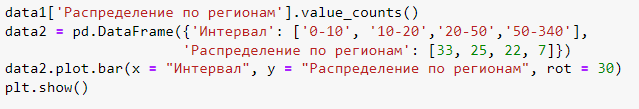 data1['Распределение по регионам'].value_counts()
data2 = pd.DataFrame({'Интервал': ['0-10', '10-20','20-50','50-340'],
'Распределение по регионам': [33, 25, 22, 7]})
data2.plot.bar(x = "Интервал", y = "Распределение по регионам", rot = 30)
plt.show()